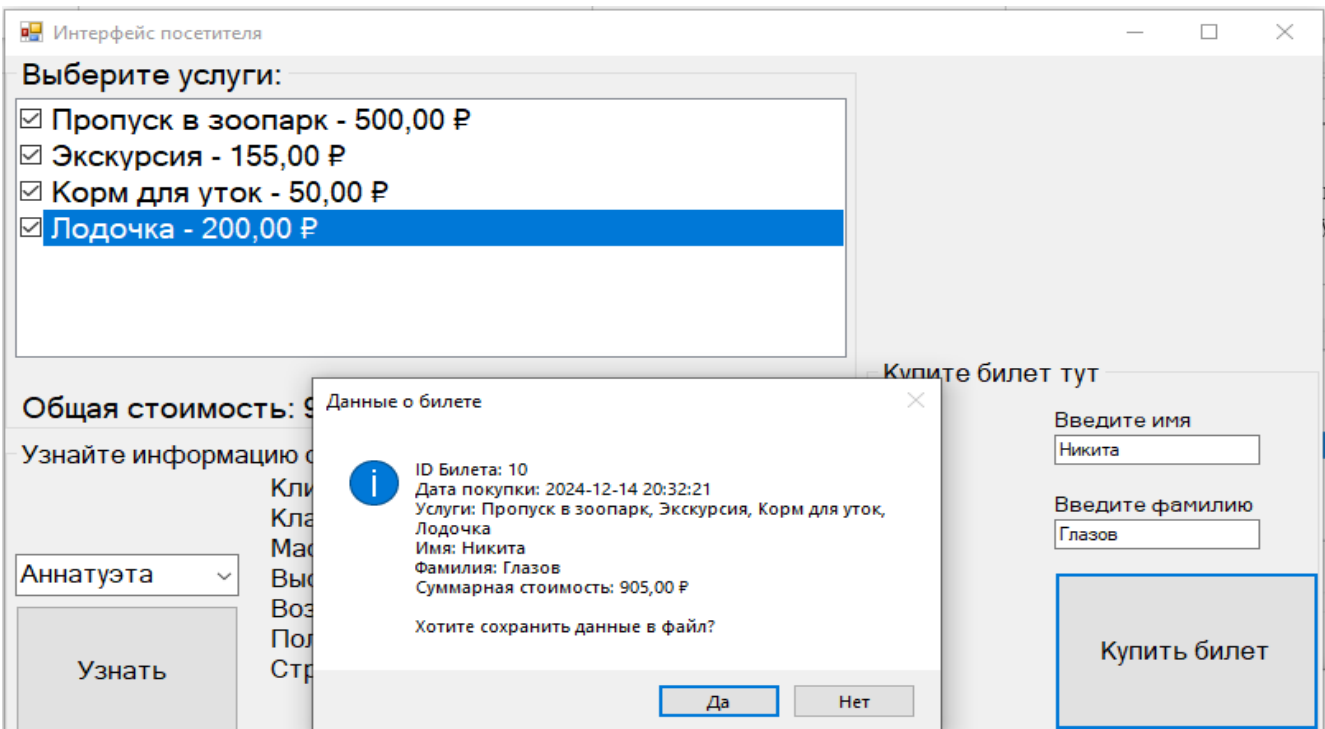 Интерфейс посетителя
Выберите услуги:
Пропуск в зоопарк - 500,00 ₽
Экскурсия - 155,00 ₽
Корм для уток - 50,00 ₽
Лодочка - 200,00 ₽
Общая стоимость:
Узнайте информацию
Аннатуэта
Узнать
Данные о билете
ID Билета: 10
Дата покупки: 2024-12-14 20:32:21
Услуги: Пропуск в зоопарк, Экскурсия, Корм для уток,
Лодочка
Имя: Никита
Фамилия: Глазов
Суммарная стоимость: 905,00 ₽
Хотите сохранить данные в файл?
Да
Нет
Купите билет тут
Введите имя
Никита
Введите фамилию
Глазов
Купить билет